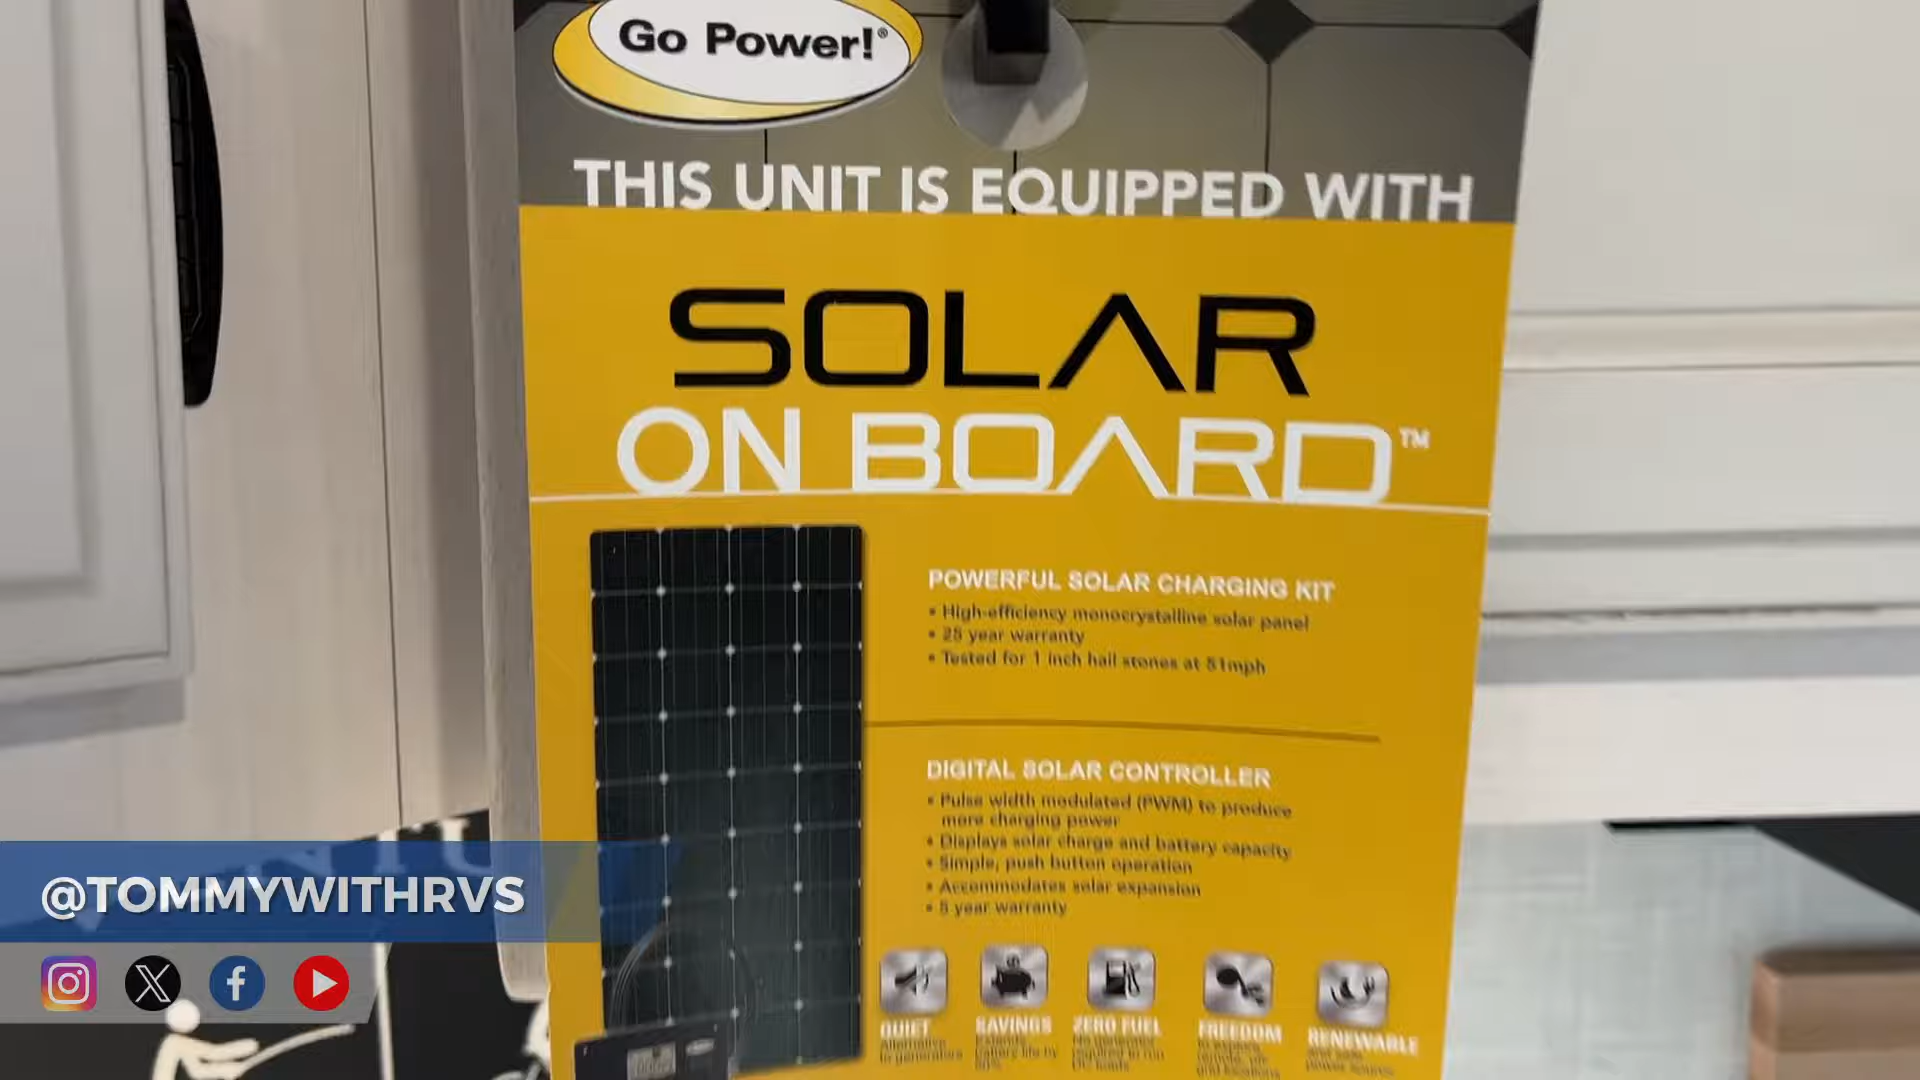 Go Power!®
THIS UNIT IS EQUIPPED WITH
SOLAR
ON BOARD™
POWERFUL SOLAR CHARGING KIT
• High-efficiency monocrystalline solar panel
• 25 year warranty
• Tested for 1 inch hail stones at 51mph
DIGITAL SOLAR CONTROLLER
• Pulse width modulated (PWM) to produce
more charging power
• Displays solar charge and battery capacity
• Simple, push button operation
• Accommodates solar expansion
• 5 year warranty
QUIET
SAVINGS
ZERO FUEL
FREEDOM
RENEWABLE
@TOMMYWITHRVS